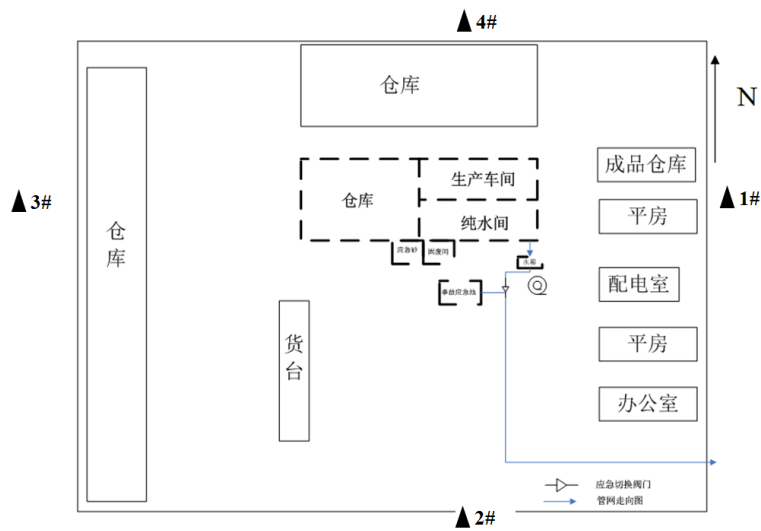 4#
仓库
N
成品仓库
生产车间
仓库
1#
3#
平房
纯水间
仓
库
应急砂
固废间
水箱
配电室
事故应急池
货
台
平房
办公室
应急切换阀门
管网走向图
2#